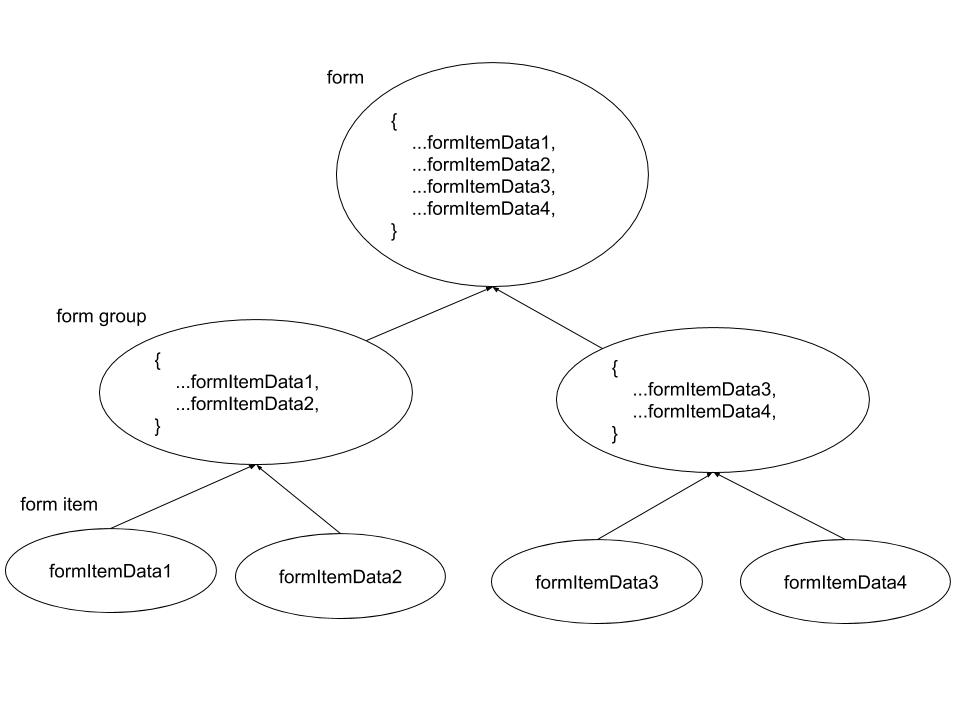 form
{
...formItemData1,
...formItemData2,
...formItemData3,
...formItemData4,
}
form group
{
...formItemData1,
...formItemData2,
}
{
...formItemData3,
...formItemData4,
}
form item
formItemData1
formItemData2
formItemData3
formItemData4